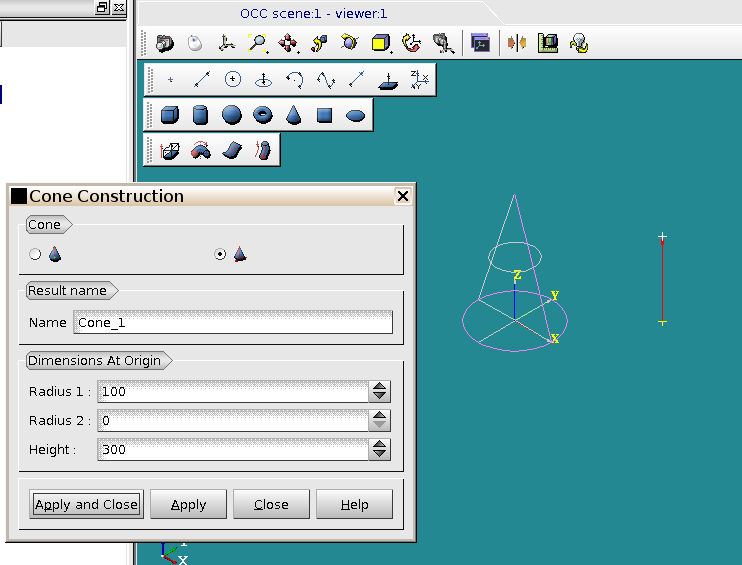 OCC scene:1 - viewer:1
Z X
Cone Construction
Cone
Result name
Name Cone_1
Dimensions At Origin
Radius 1 : 100
Radius 2 : 0
Height : 300
Apply and Close Apply Close Help
Z
Y
X
X